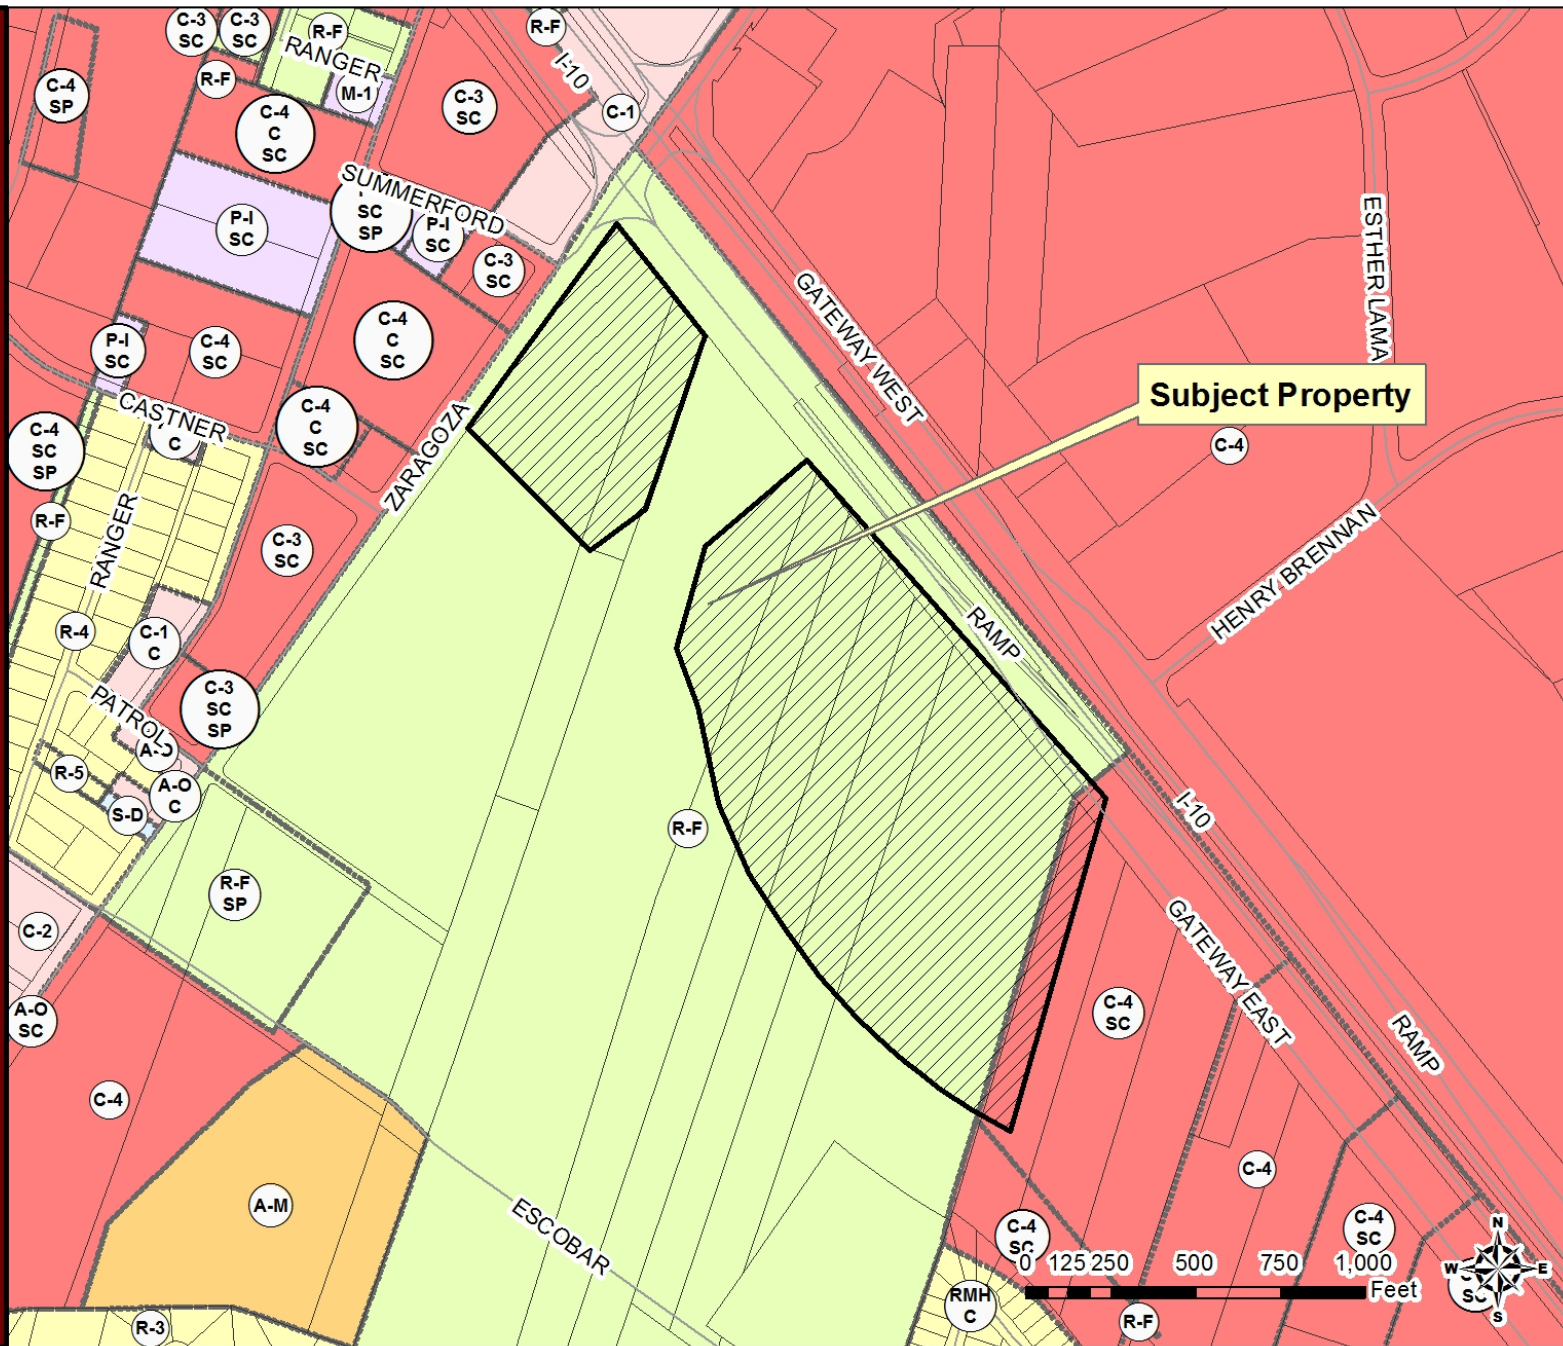 C-3
SC
C-3
SC
R-F
RANGER
R-F
M-1
C-4
SP
C-4
C
SC
C-3
SC
R-F
I-10
C-1
SUMMERFORD
SC
SP
P-I
SC
P-I
SC
C-3
SC
GATEWAY WEST
ESTHER LAMA
P-I
SC
C-4
SC
C-4
C
SC
Subject Property
CASTNER
C
C-4
C
SC
ZARAGOZA
C-4
SC
SP
C-4
R-F
RANGER
C-3
SC
HENRY BRENNAN
R-4
C-1
C
RAMP
PATROL
C-3
SC
SP
R-5
A-O
C
S-D
I-10
R-F
R-F
SP
C-2
GATEWAY EAST
A-O
SC
C-4
SC
RAMP
C-4
C-4
A-M
ESCOBAR
C-4
SC
C-4
SC
N
W
E
S
SC
0 125 250 500 750 1,000
Feet
RMH
C
R-F
R-3